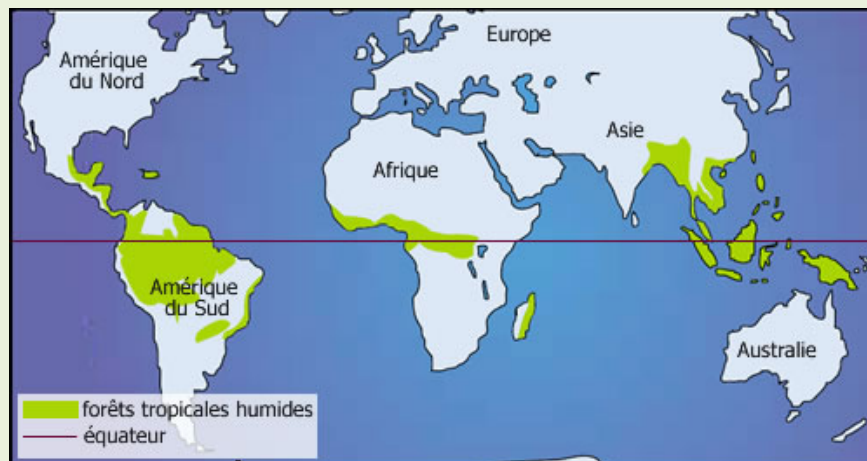 Europe
Amérique
du Nord
Asie
Afrique
Amérique
du Sud
Australie
forêts tropicales humides
équateur